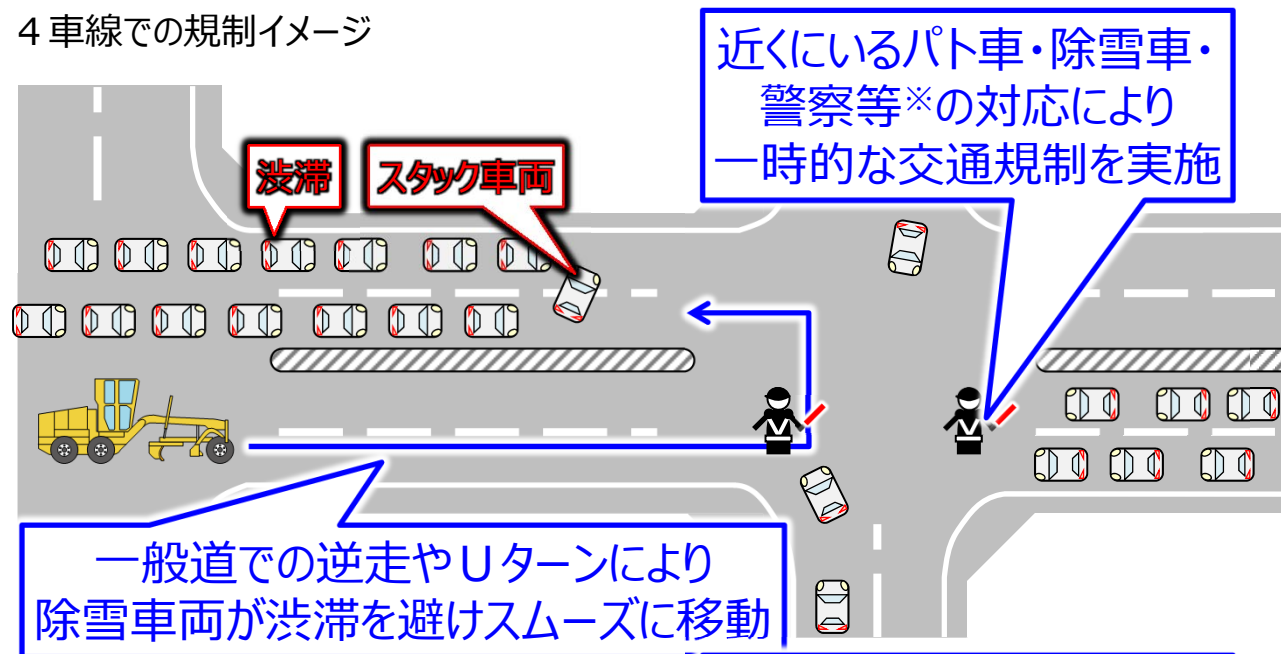 4車線での規制イメージ
近くにいるパト車・除雪車・
警察等※の対応により
一時的な交通規制を実施
渋滞
スタック車両
一般道での逆走やUターンにより
除雪車両が渋滞を避けスムーズに移動